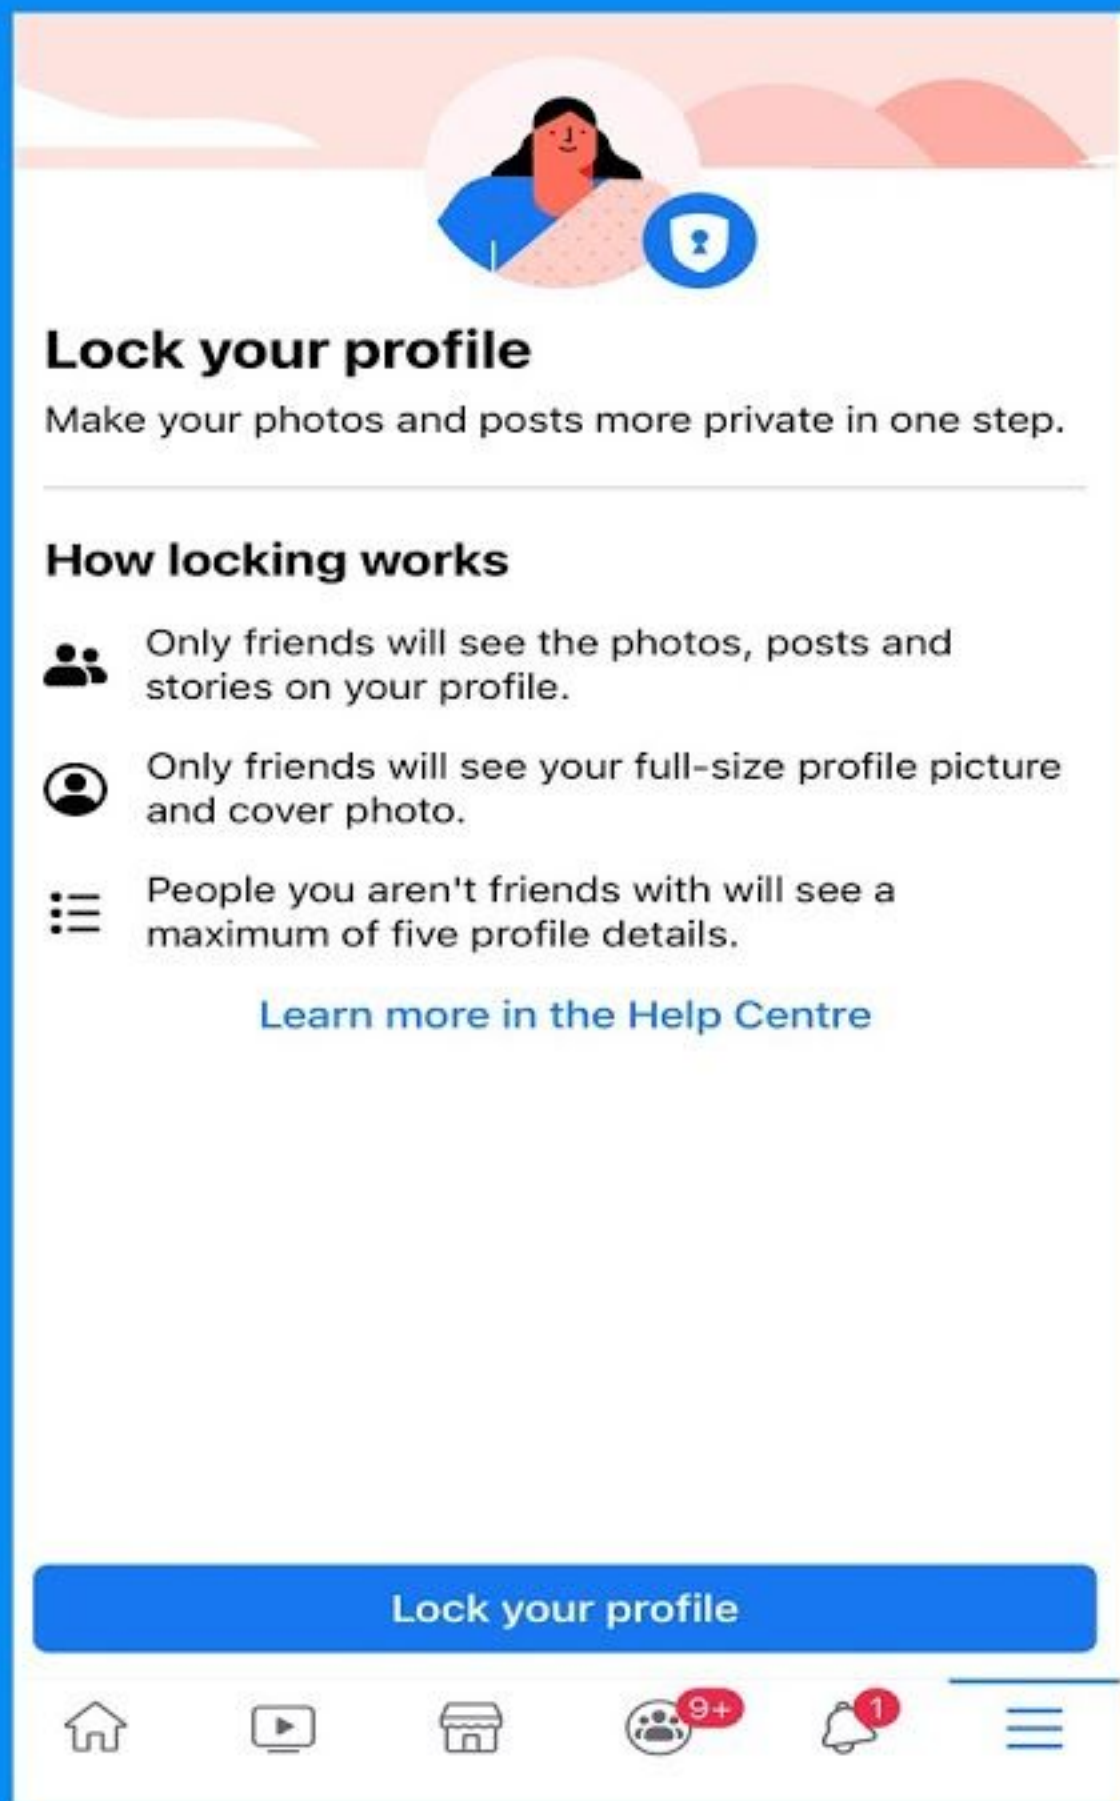 Lock your profile
Make your photos and posts more private in one step.
How locking works
Only friends will see the photos, posts and
stories on your profile.
Only friends will see your full-size profile picture
and cover photo.
People you aren't friends with will see a
maximum of five profile details.
Learn more in the Help Centre
Lock your profile
9+
1